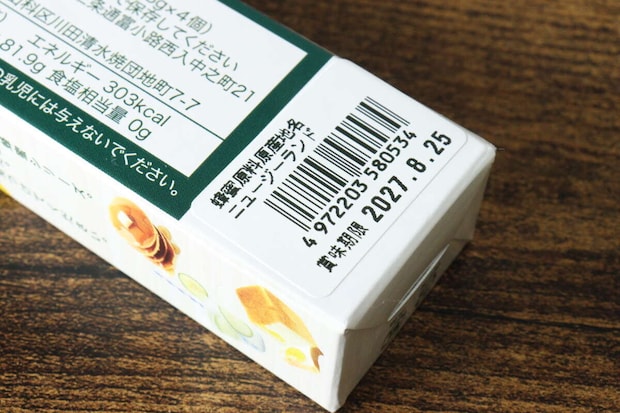 g×4個)
保存してください
条通富小路西入中之町21
科区川田清水焼団地町7-7
エネルギー 303kcal
81.9g 食塩相当量 0g
乳児には与えないでください。
蜂蜜原料原産地名
ニュージーランド
4 972203 580534
賞味期限 2027.8.25